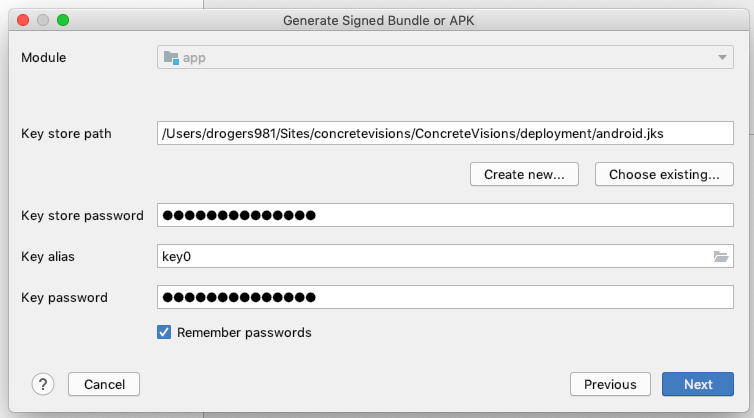 Generate Signed Bundle or APK
Module app
Key store path /Users/drogers981/Sites/concretevisions/ConcreteVisions/deployment/android.jks
Create new... Choose existing...
Key store password ●●●●●●●●●●●●●●
Key alias key0
Key password ●●●●●●●●●●●●●●
Remember passwords
? Cancel Previous Next